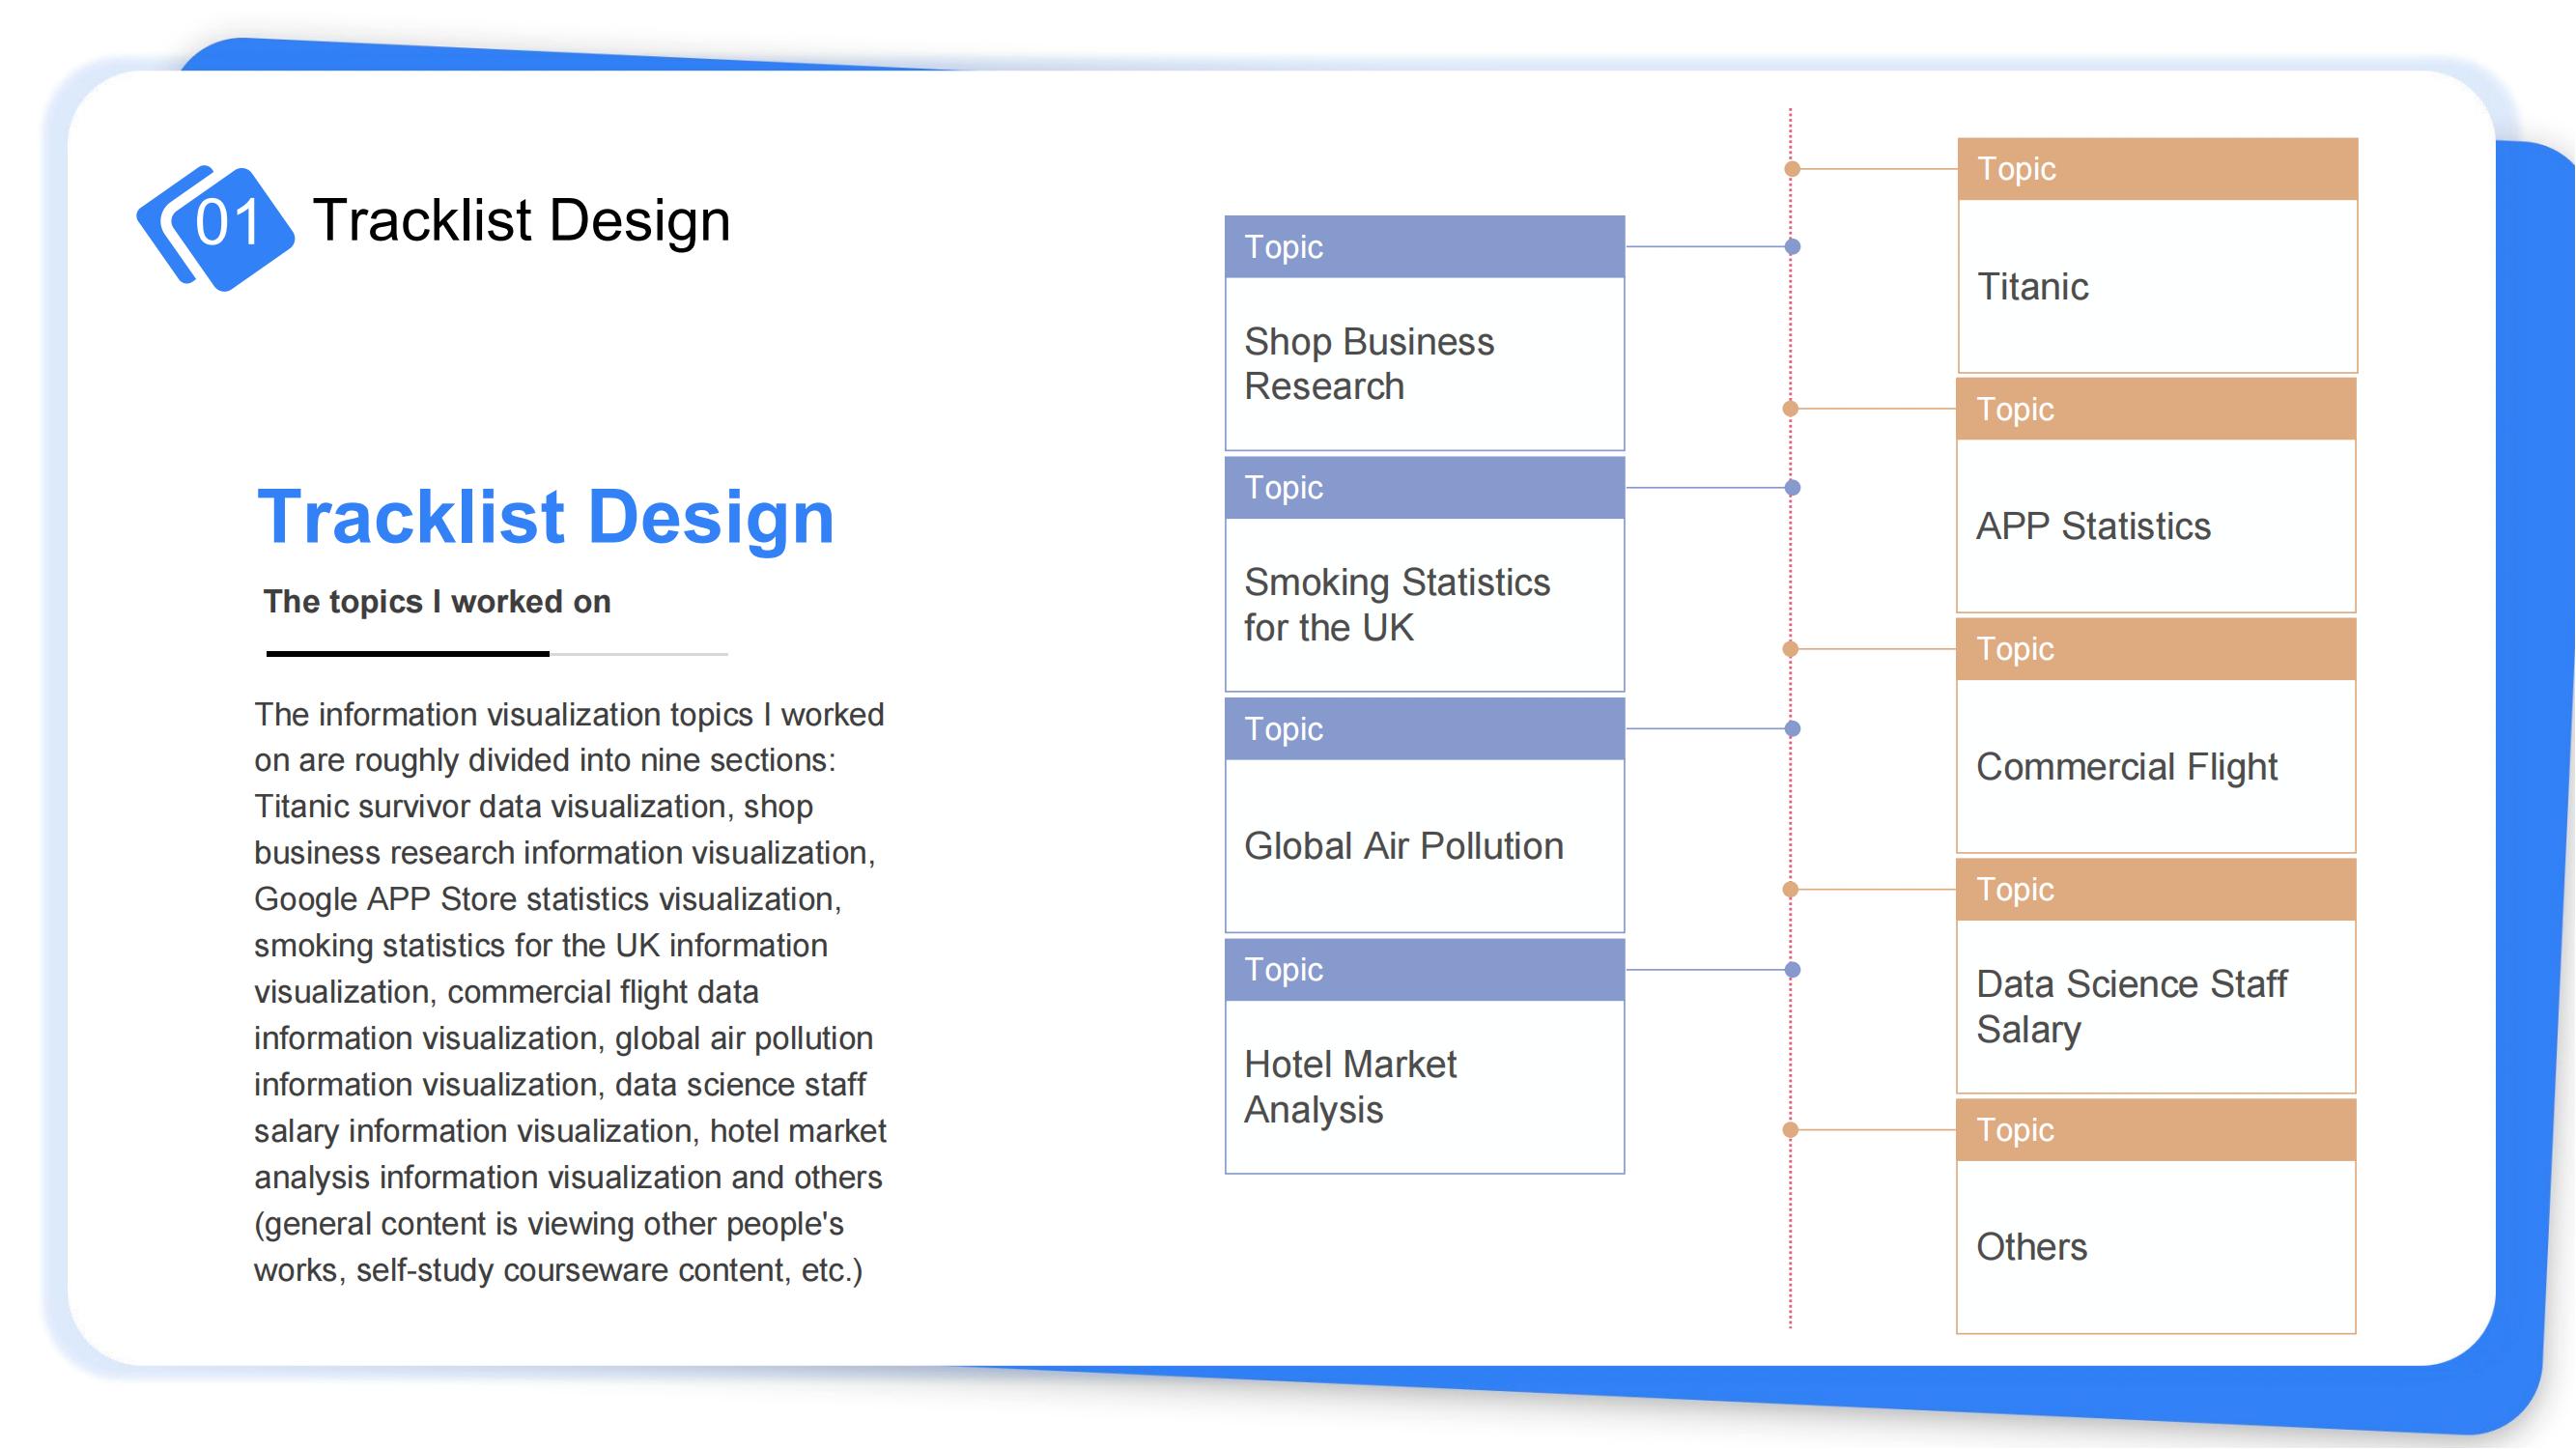 01
Tracklist Design
Tracklist Design
The topics I worked on
The information visualization topics I worked
on are roughly divided into nine sections:
Titanic survivor data visualization, shop
business research information visualization,
Google APP Store statistics visualization,
smoking statistics for the UK information
visualization, commercial flight data
information visualization, global air pollution
information visualization, data science staff
salary information visualization, hotel market
analysis information visualization and others
(general content is viewing other people's
works, self-study courseware content, etc.)
Topic
Shop Business
Research
Topic
Smoking Statistics
for the UK
Topic
Global Air Pollution
Topic
Hotel Market
Analysis
Topic
Titanic
Topic
APP Statistics
Topic
Commercial Flight
Topic
Data Science Staff
Salary
Topic
Others